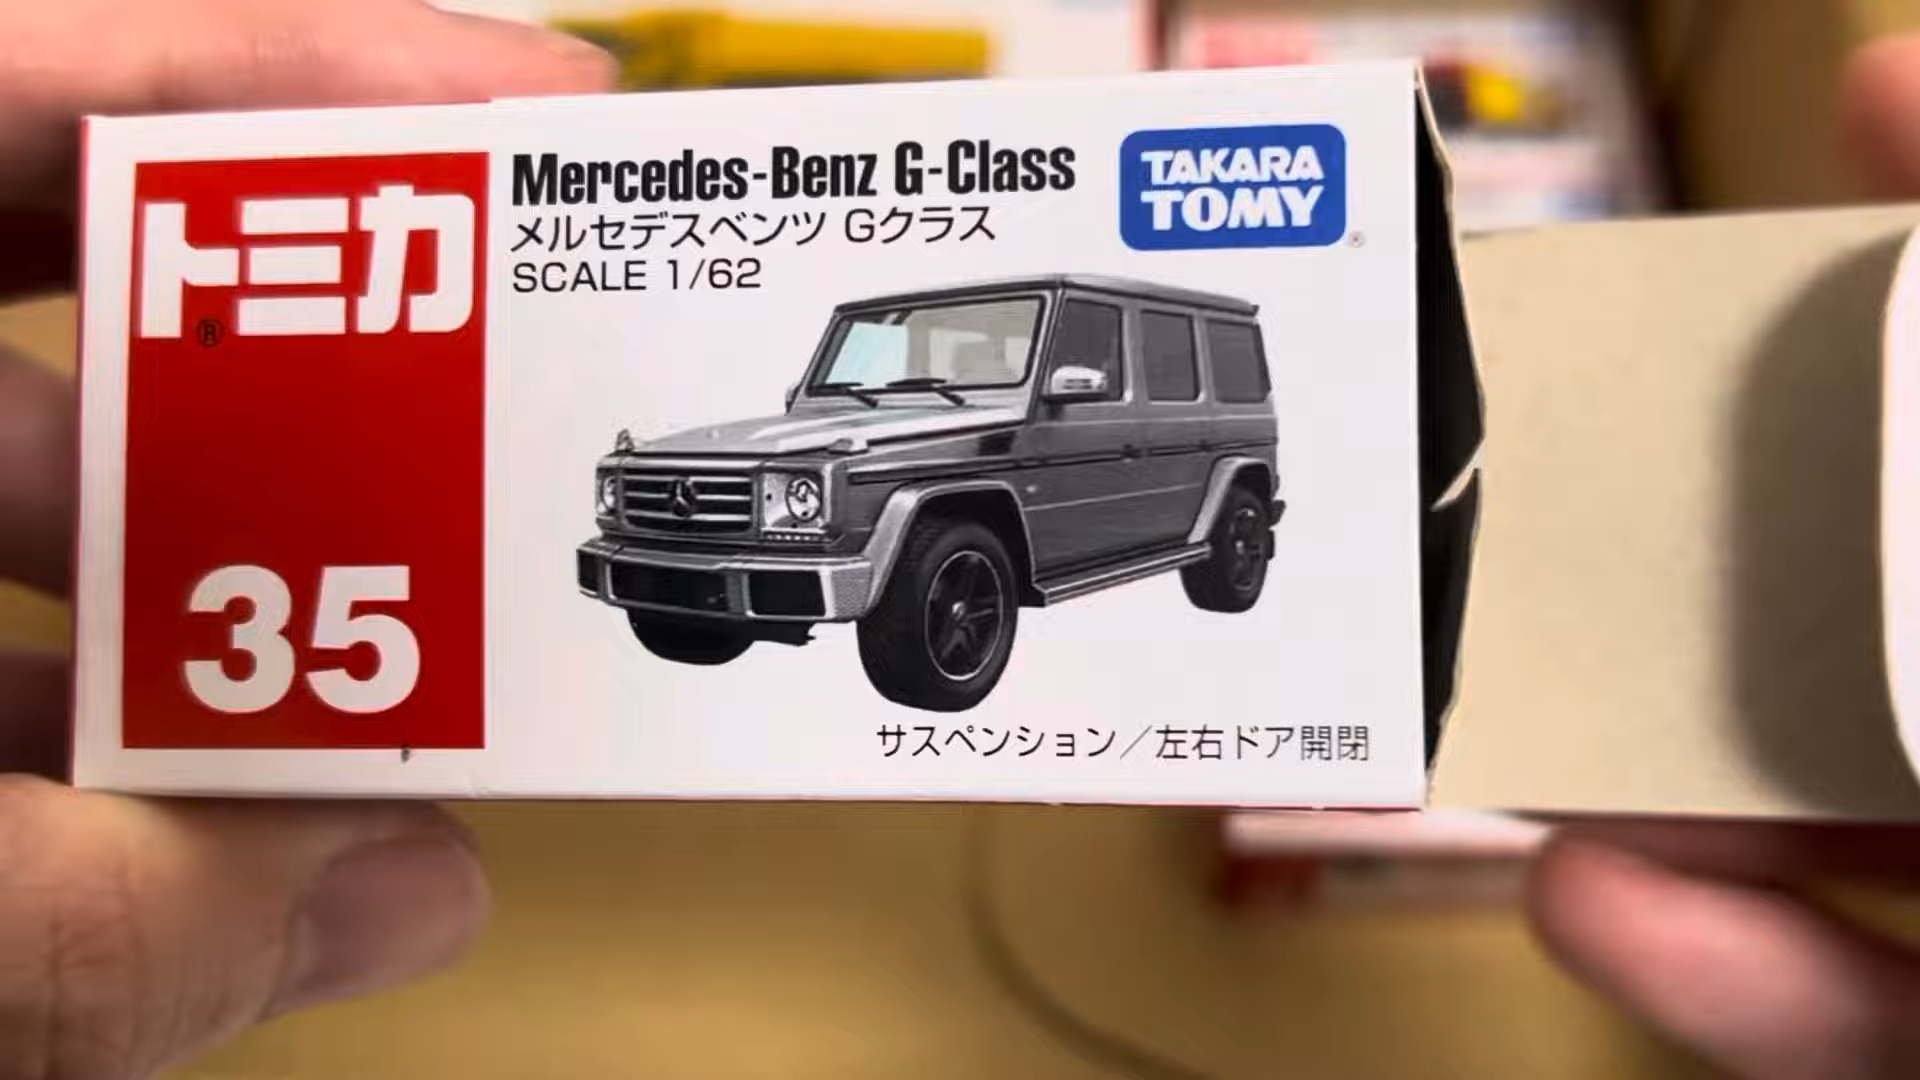 トミカ
®
35
Mercedes-Benz G-Class
メルセデスベンツ Gクラス
SCALE 1/62
TAKARA
TOMY
®
サスペンション/左右ドア開閉